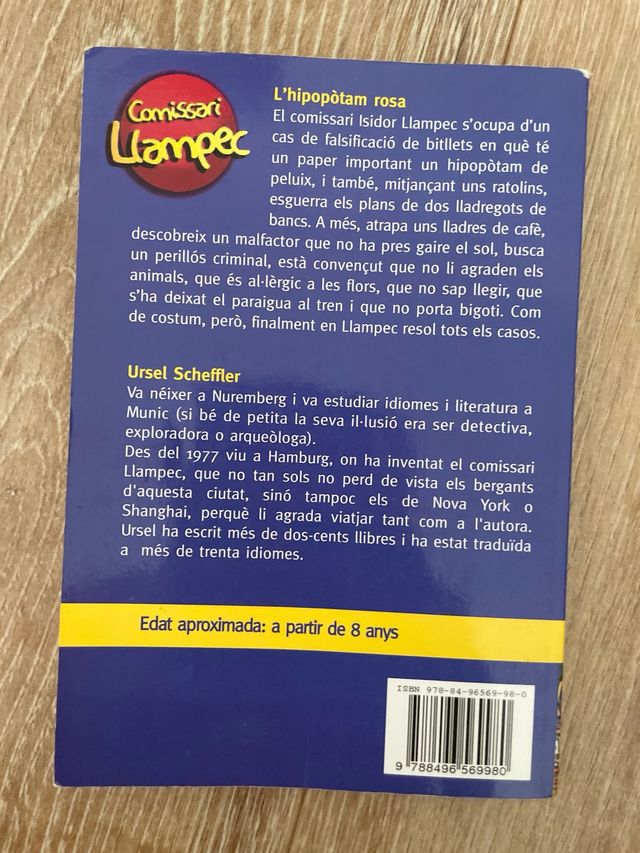 Comissari
Llampec
L'hipopòtam rosa
El comissari Isidor Llampec s'ocupa d'un
cas de falsificació de bitllets en què té
un paper important un hipopòtam de
peluix, i també, mitjançant uns ratolins,
esguerra els plans de dos lladregots de
bancs. A més, atrapa uns lladres de cafè,
descobreix un malfactor que no ha pres gaire el sol, busca
un perillós criminal, està convençut que no li agraden els
animals, que és al·lèrgic a les flors, que no sap llegir, que
s'ha deixat el paraigua al tren i que no porta bigoti. Com
de costum, però, finalment en Llampec resol tots els casos.
Ursel Scheffler
Va néixer a Nuremberg i va estudiar idiomes i literatura a
Munic (si bé de petita la seva il·lusió era ser detectiva,
exploradora o arqueòloga).
Des del 1977 viu a Hamburg, on ha inventat el comissari
Llampec, que no tan sols no perd de vista els bergants
d'aquesta ciutat, sinó tampoc els de Nova York o
Shanghai, perquè li agrada viatjar tant com a l'autora.
Ursel ha escrit més de dos-cents llibres i ha estat traduïda
a més de trenta idiomes.
Edat aproximada: a partir de 8 anys
ISBN 978-84-96569-98-0
9 788496 569980